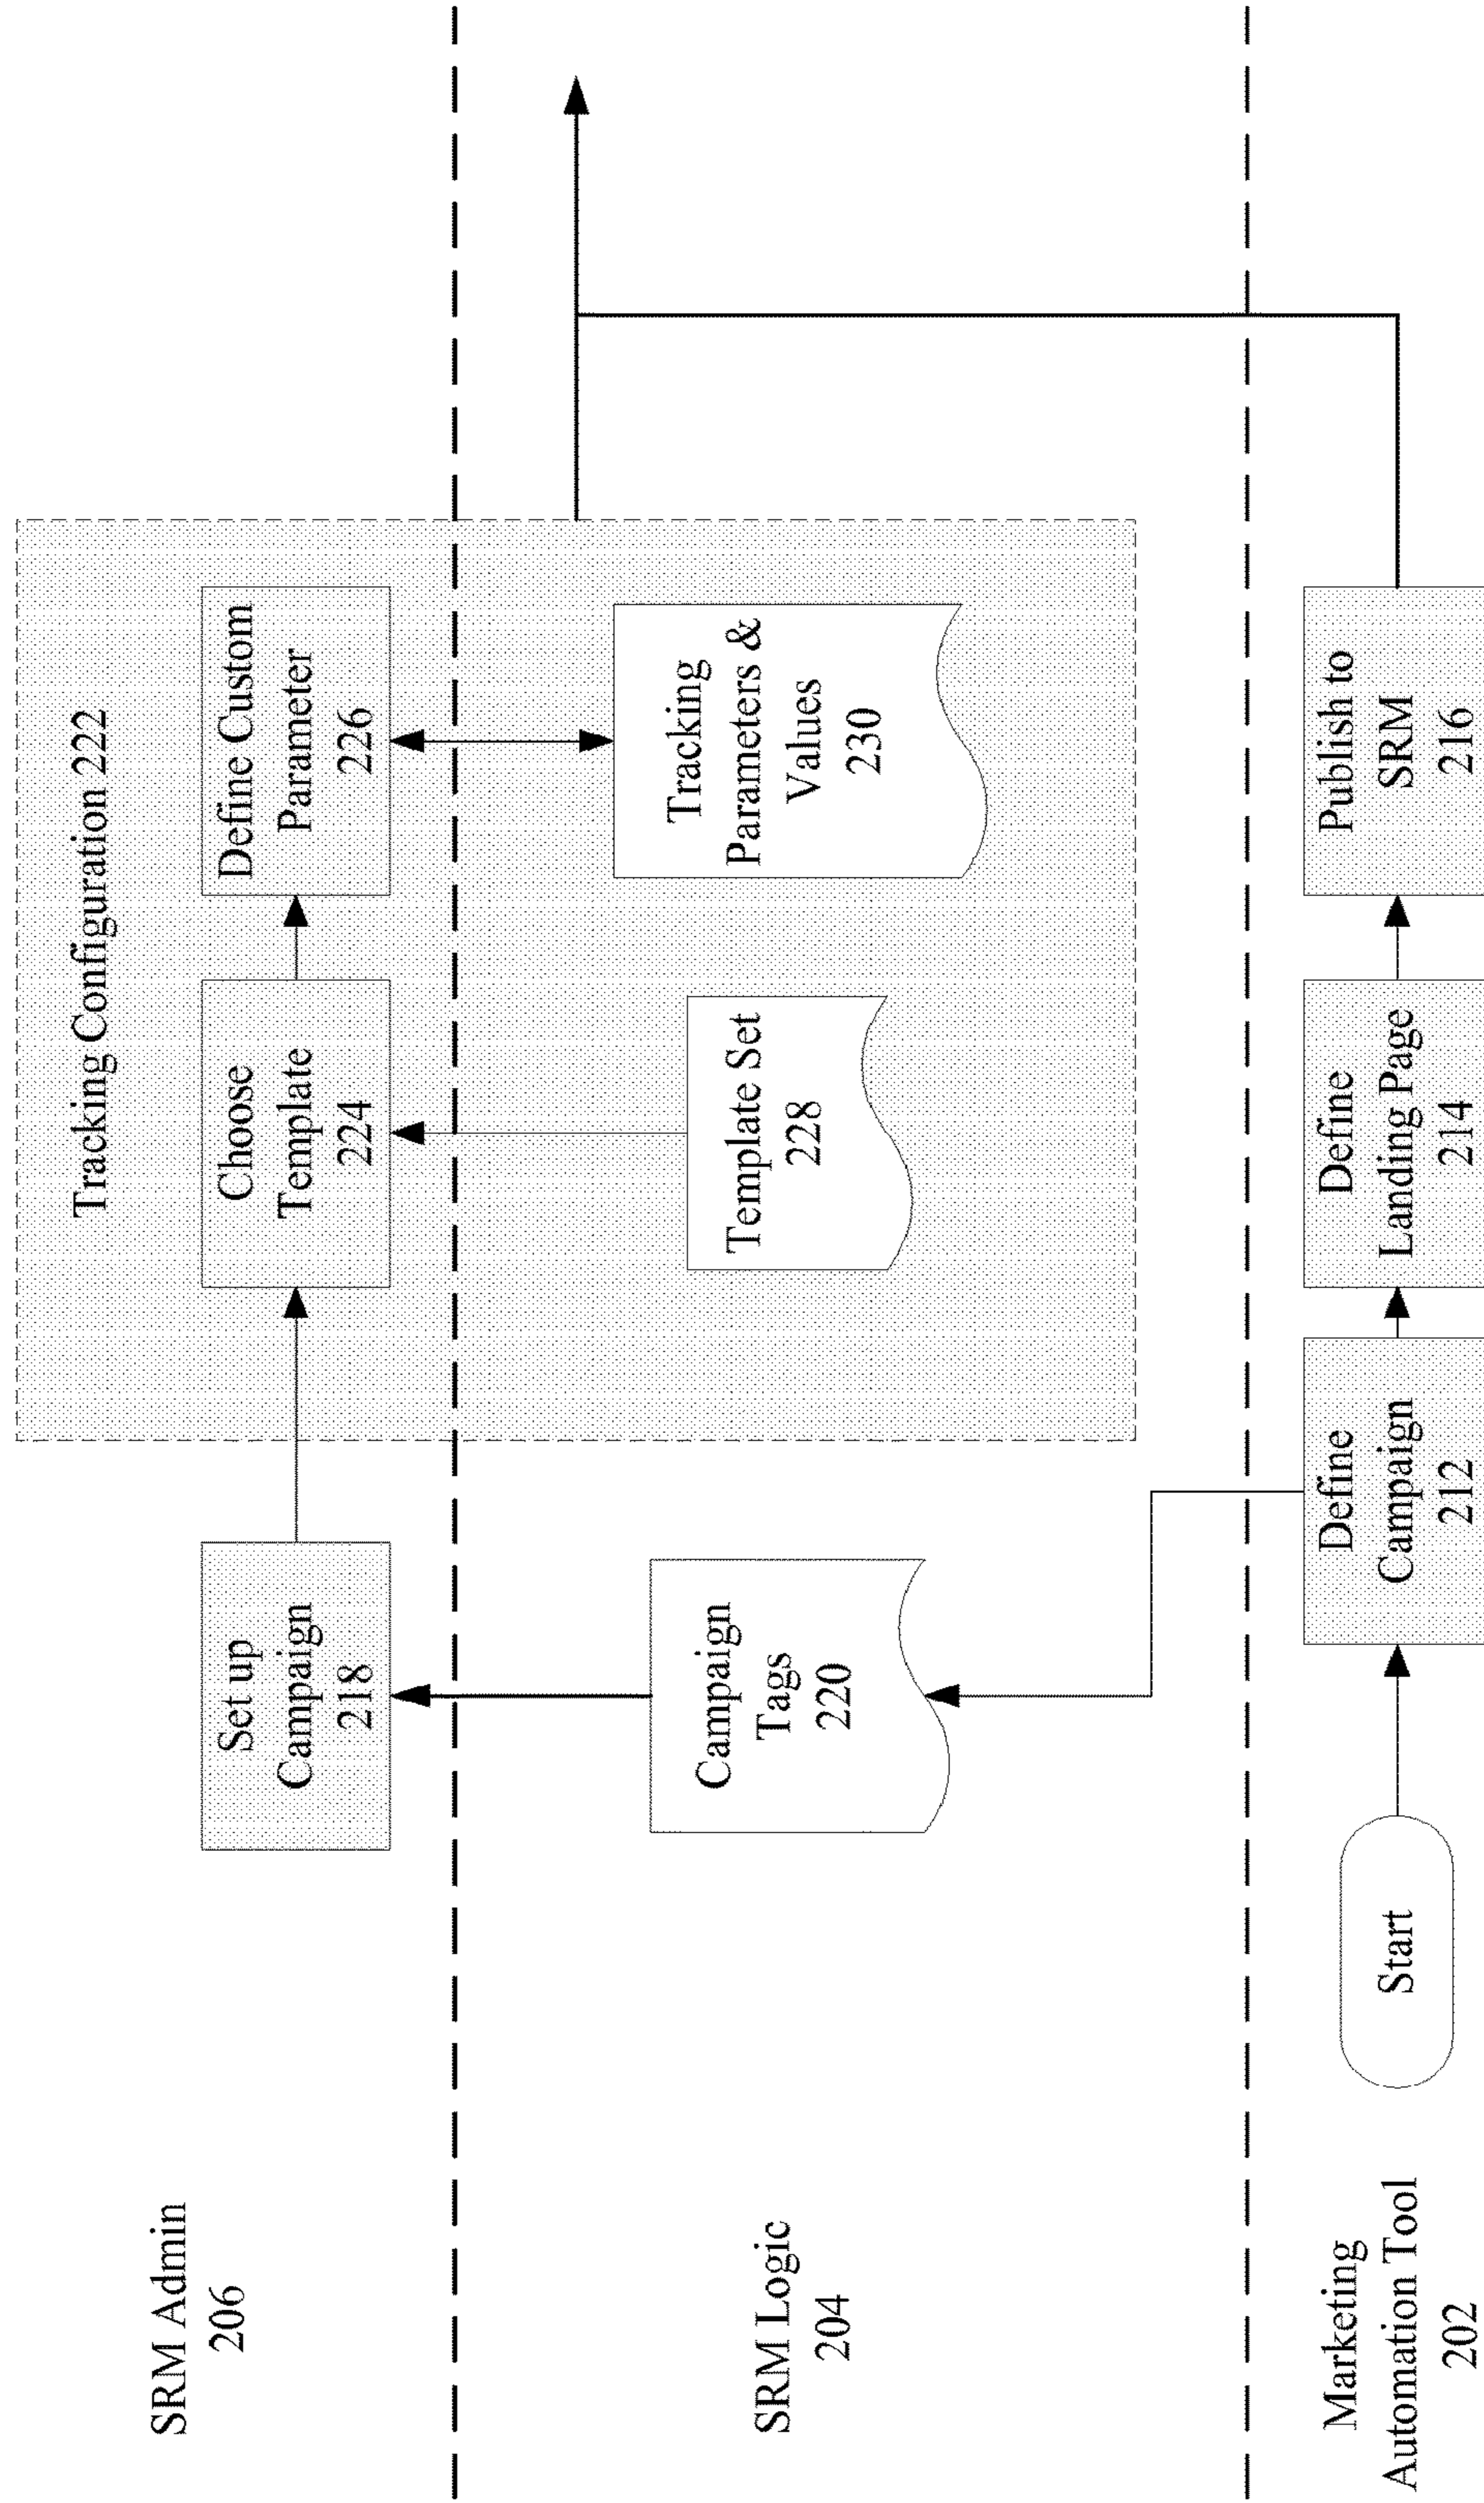 SRM Admin
206
Tracking Configuration 222
Set up
Campaign
218
Choose
Template
224
Define Custom
Parameter
226
SRM Logic
204
Campaign
Tags
220
Template Set
228
Tracking
Parameters &
Values
230
Marketing
Automation Tool
202
Start
Define
Campaign
212
Define
Landing Page
214
Publish to
SRM
216